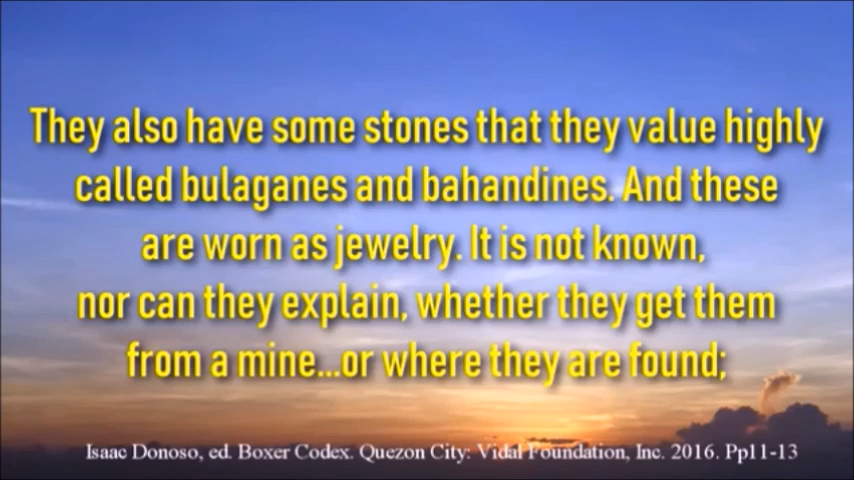 They also have some stones that they value highly
called bulaganes and bahandines. And these
are worn as jewelry. It is not known,
nor can they explain, whether they get them
from a mine...or where they are found;
Isaac Donoso, ed. Boxer Codex. Quezon City: Vidal Foundation, Inc. 2016. Pp11-13